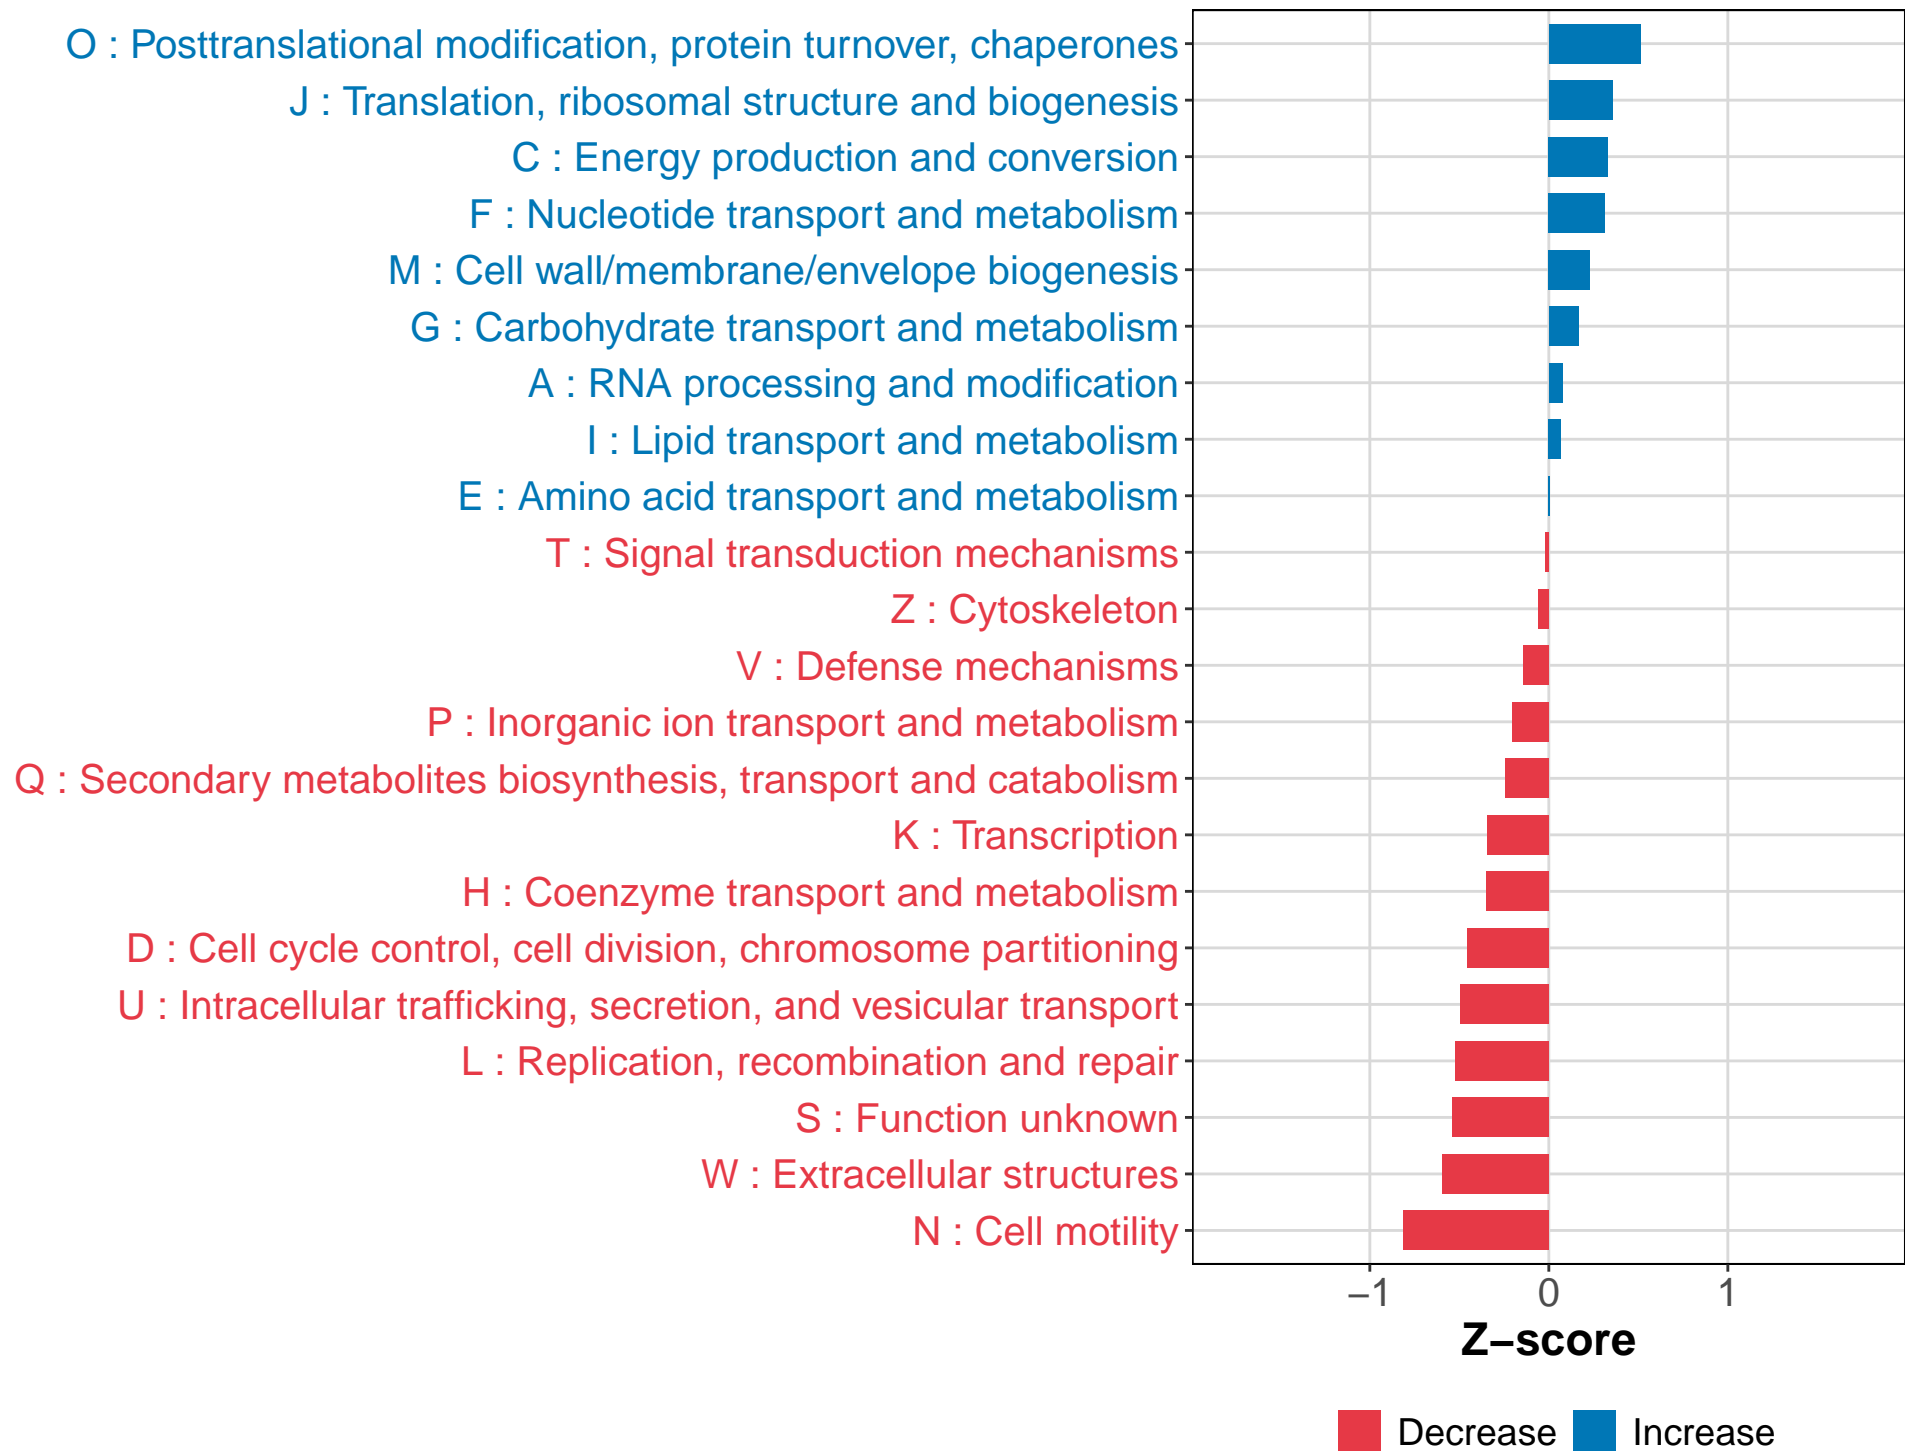 O : Posttranslational modification, protein turnover, chaperones
J : Translation, ribosomal structure and biogenesis
C : Energy production and conversion
F : Nucleotide transport and metabolism
M : Cell wall/membrane/envelope biogenesis
G : Carbohydrate transport and metabolism
A : RNA processing and modification
I : Lipid transport and metabolism
E : Amino acid transport and metabolism
T : Signal transduction mechanisms
Z : Cytoskeleton
V : Defense mechanisms
P : Inorganic ion transport and metabolism
Q : Secondary metabolites biosynthesis, transport and catabolism
K : Transcription
H : Coenzyme transport and metabolism
D : Cell cycle control, cell division, chromosome partitioning
U : Intracellular trafficking, secretion, and vesicular transport
L : Replication, recombination and repair
S : Function unknown
W : Extracellular structures
N : Cell motility
−1 0 1
Z−score
Decrease Increase